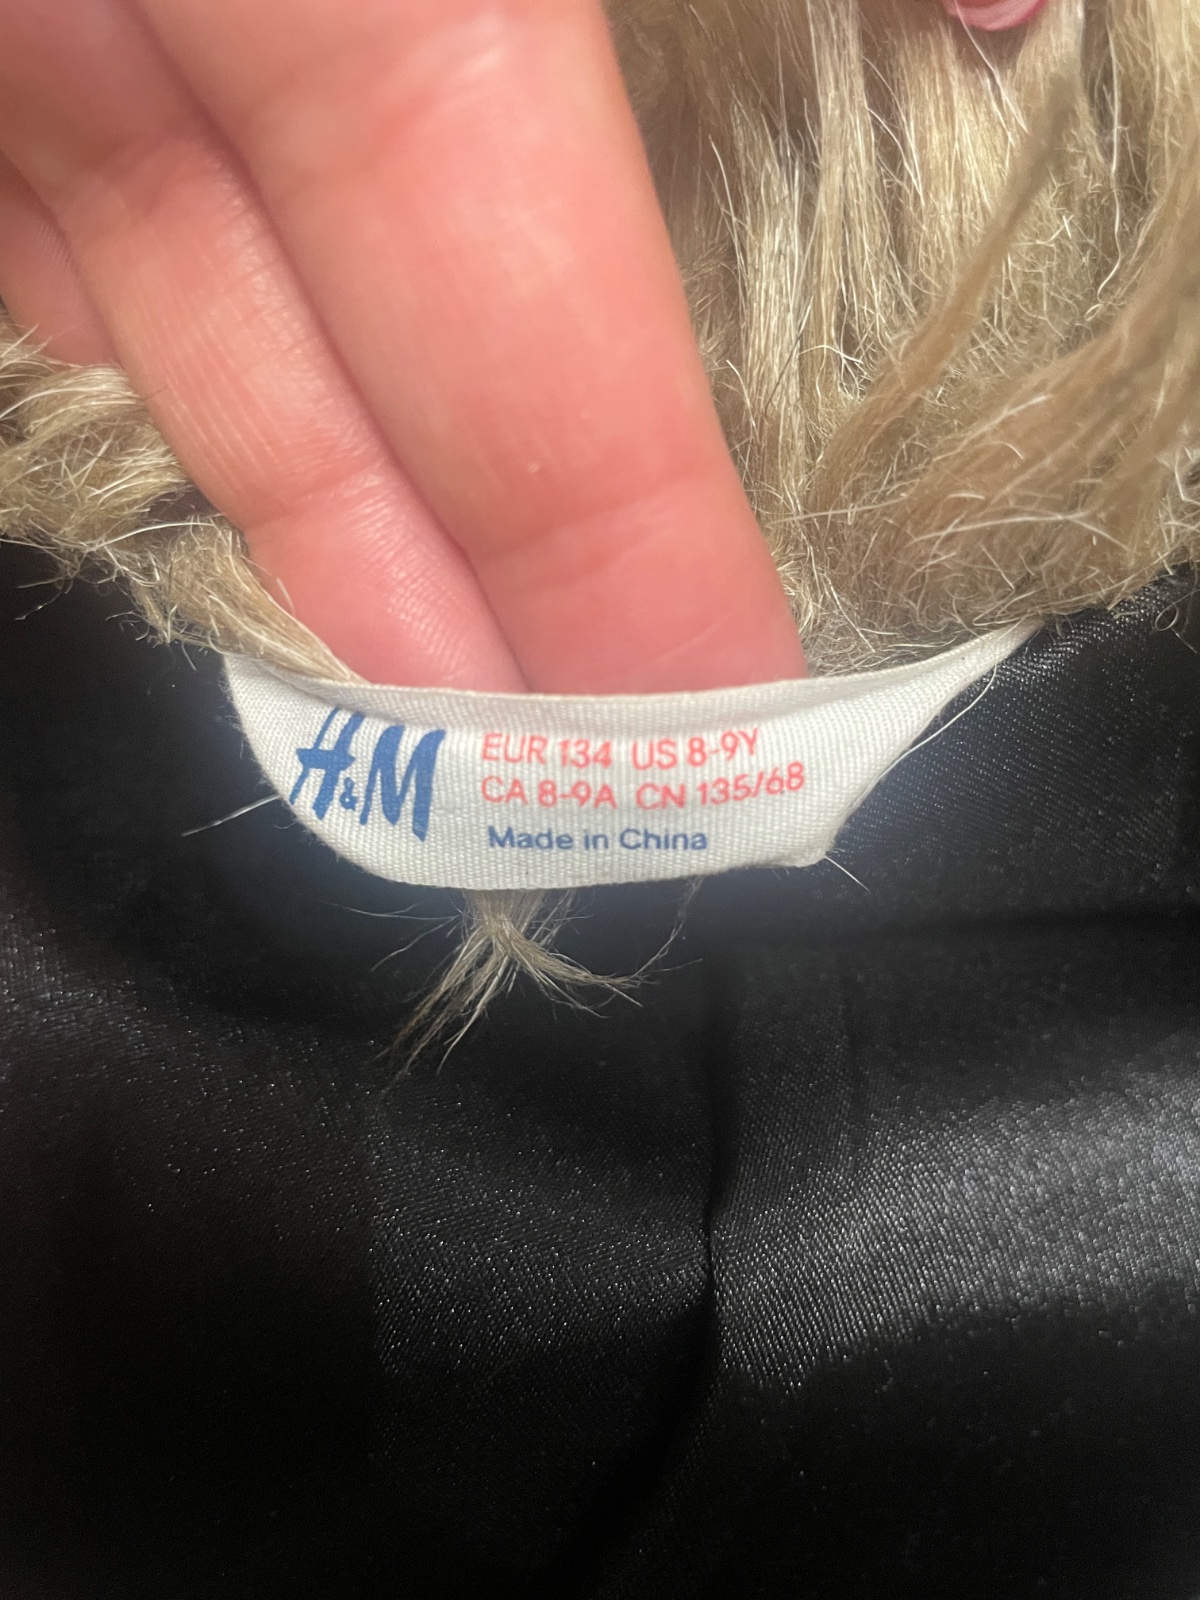 H&M
EUR 134 US 8-9Y
CA 8-9A CN 135/68
Made in China